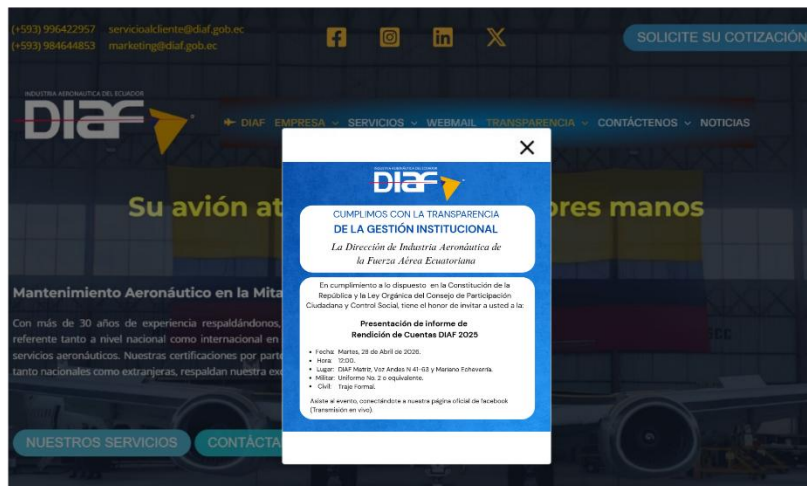 (+593) 996422957 servicioalcliente@diaf.gob.ec
(+593) 984644853 marketing@diaf.gob.ec
SOLICITE SU COTIZACIÓN
INDUSTRIA AERONAUTICA DEL ECUADOR
DIAF
DIAF EMPRESA SERVICIOS WEBMAIL TRANSPARENCIA CONTÁCTENOS NOTICIAS
Su avión at
ores manos
Mantenimiento Aeronáutico en la Mita
Con más de 30 años de experiencia respaldándonos,
referente tanto a nivel nacional como internacional en
servicios aeronáuticos. Nuestras certificaciones por parte
tanto nacionales como extranjeras, respaldan nuestra exc
NUESTROS SERVICIOS
CONTÁCTA
DIAF
CUMPLIMOS CON LA TRANSPARENCIA
DE LA GESTIÓN INSTITUCIONAL
La Dirección de Industria Aeronáutica de
la Fuerza Aérea Ecuatoriana
En cumplimiento a lo dispuesto en la Constitución de la
República y la Ley Orgánica del Consejo de Participación
Ciudadana y Control Social, tiene el honor de invitar a usted a la:
Presentación de informe de
Rendición de Cuentas DIAF 2025
• Fecha: Martes, 28 de Abril de 2026.
• Hora: 12:00.
• Lugar: DIAF Matriz, Voz Andes N 41-63 y Mariano Echeverría.
• Militar: Uniforme No. 2 o equivalente.
• Civil: Traje Formal.
Asiste al evento, conectándote a nuestra página oficial de facebook
(Transmisión en vivo).